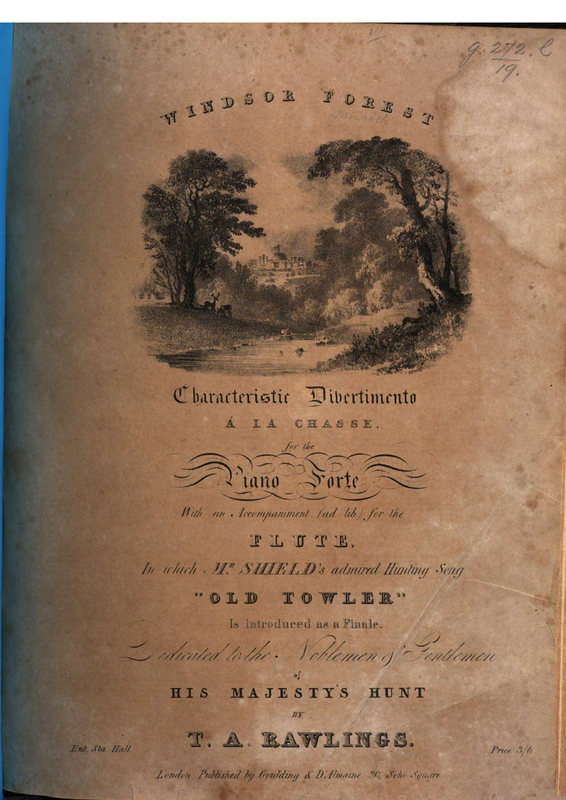 g. 272. l
19.
WINDSOR FOREST
Characteristic Divertimento
Á LA CHASSE,
for the
Piano Forte
With an Accompaniment (ad lib.) for the
FLUTE,
In which Mr. SHIELD's admired Hunting Song
"OLD TOWLER"
is introduced as a Finale.
Dedicated to the Noblemen & Gentlemen
of
HIS MAJESTY'S HUNT
BY
T. A. RAWLINGS.
Ent. Sta. Hall
Price 3/6
London Published by Goulding & D'Almaine 20, Soho Square